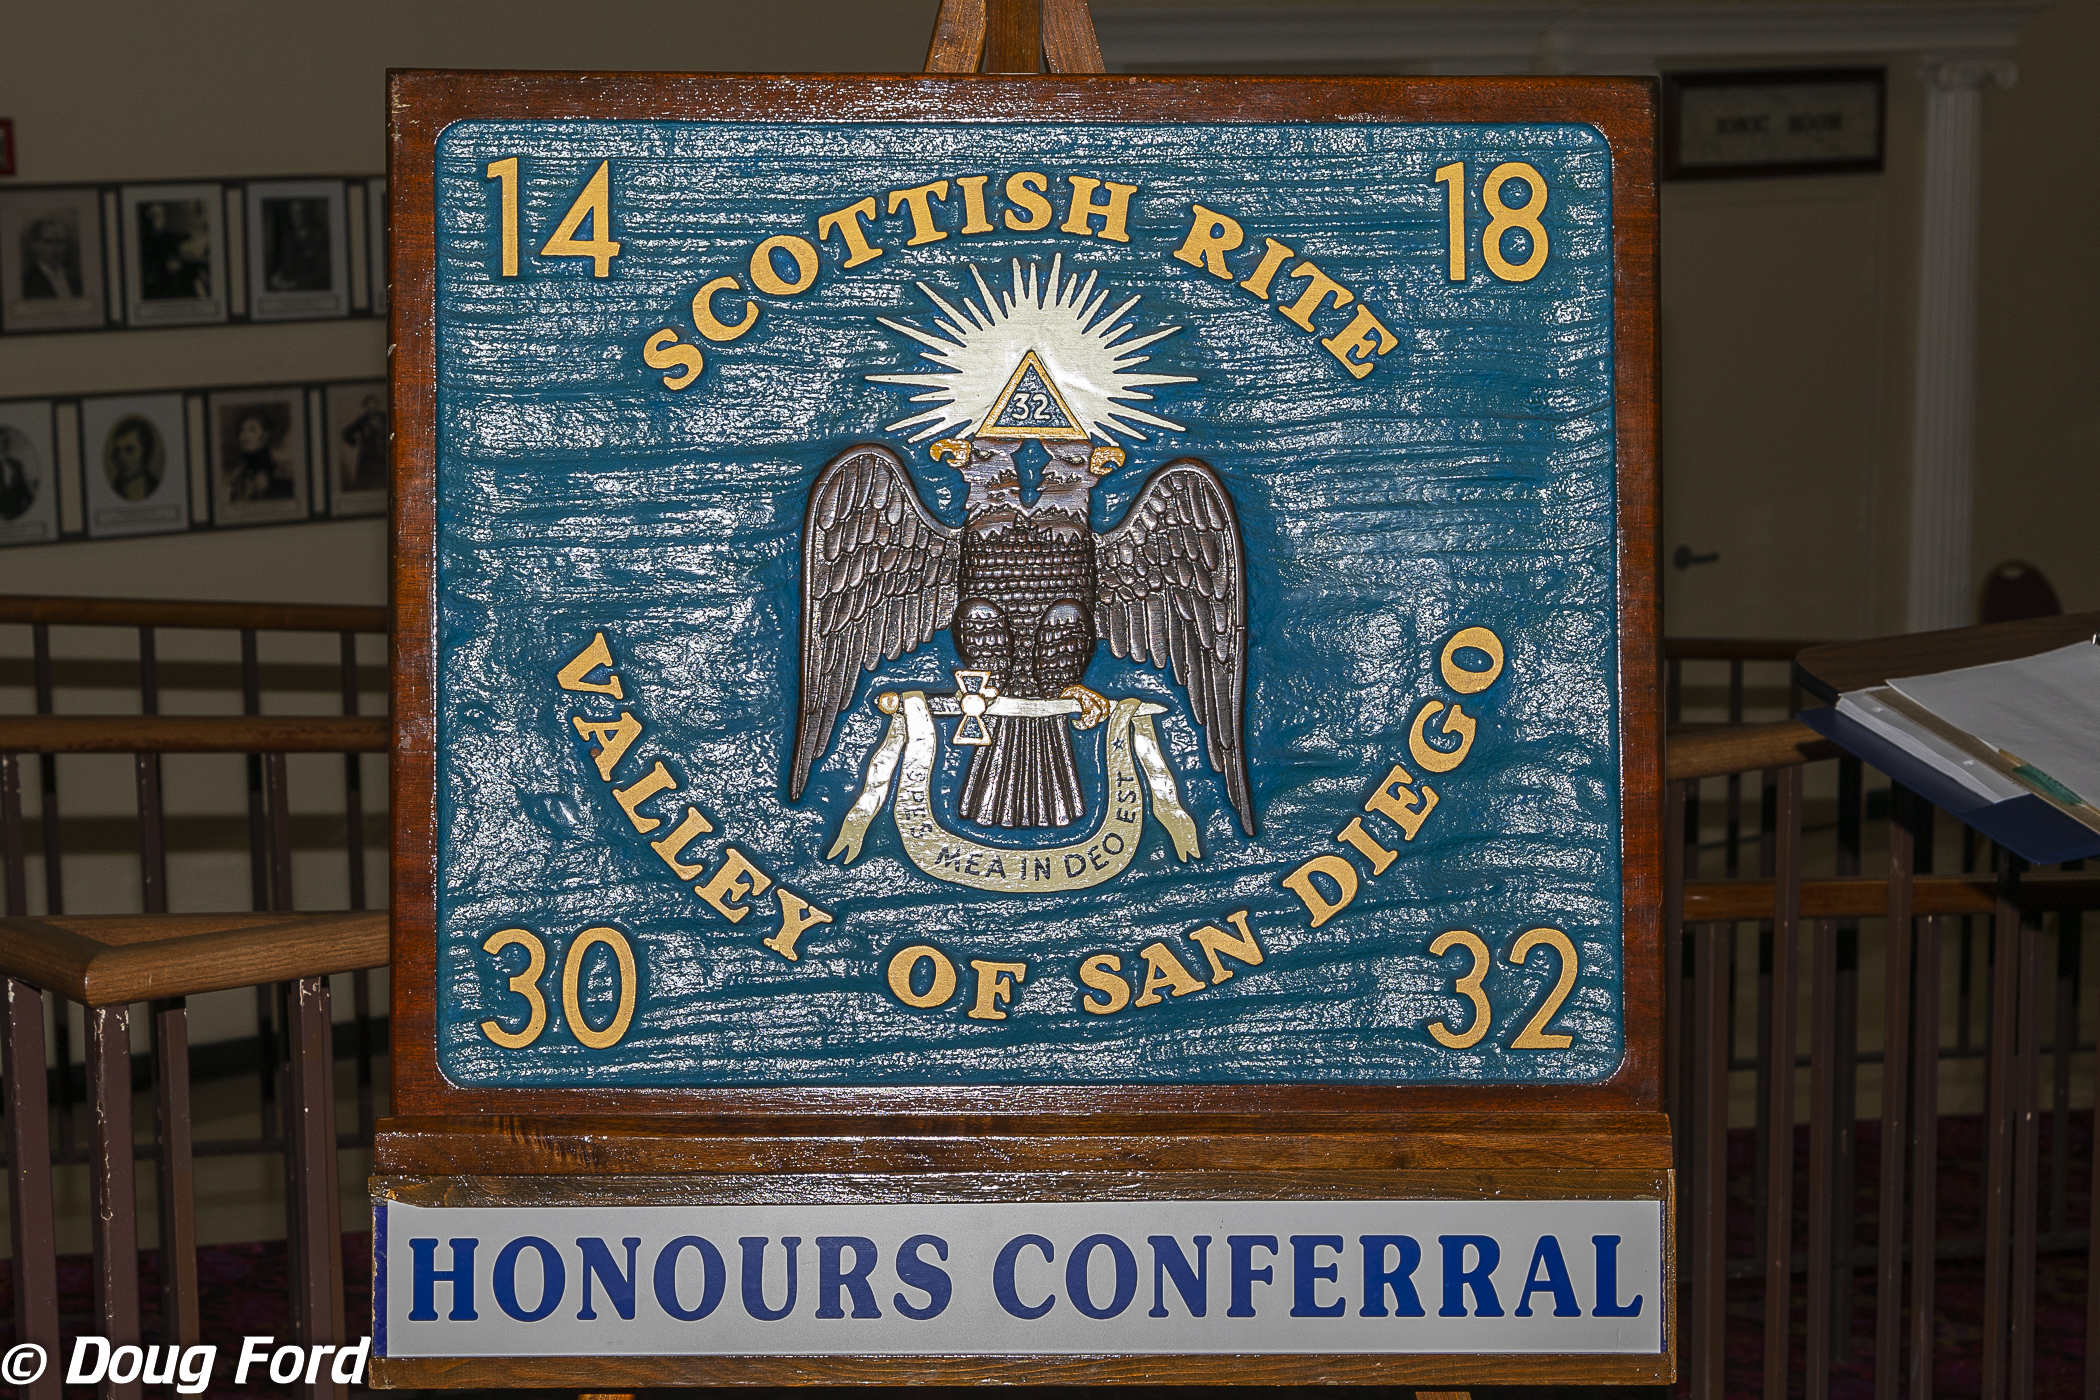 14
18
SCOTTISH RITE
32
SPES MEA IN DEO EST
VALLEY OF SAN DIEGO
30
32
HONOURS CONFERRAL
© Doug Ford